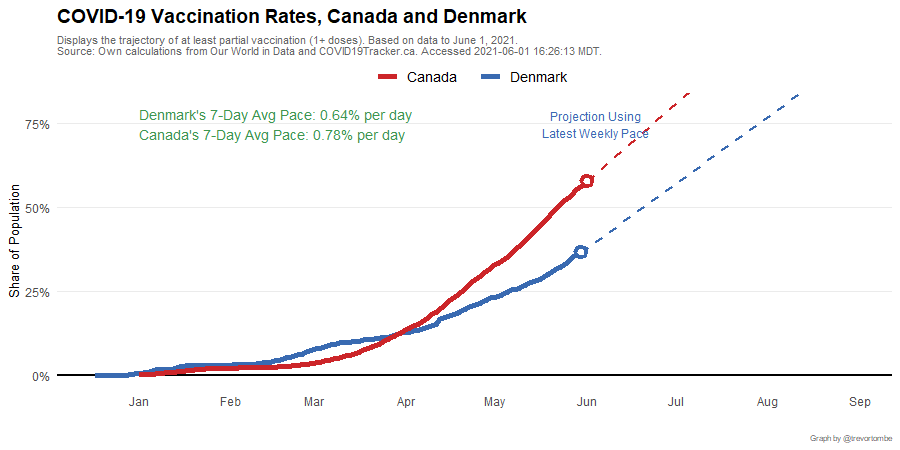 COVID-19 Vaccination Rates, Canada and Denmark
Displays the trajectory of at least partial vaccination (1+ doses). Based on data to June 1, 2021.
Source: Own calculations from Our World in Data and COVID19Tracker.ca. Accessed 2021-06-01 16:26:13 MDT.
Canada Denmark
Denmark's 7-Day Avg Pace: 0.64% per day
Canada's 7-Day Avg Pace: 0.78% per day
Projection Using
Latest Weekly Pace
Share of Population
75%
50%
25%
0%
Jan Feb Mar Apr May Jun Jul Aug Sep
Graph by @trevortombe